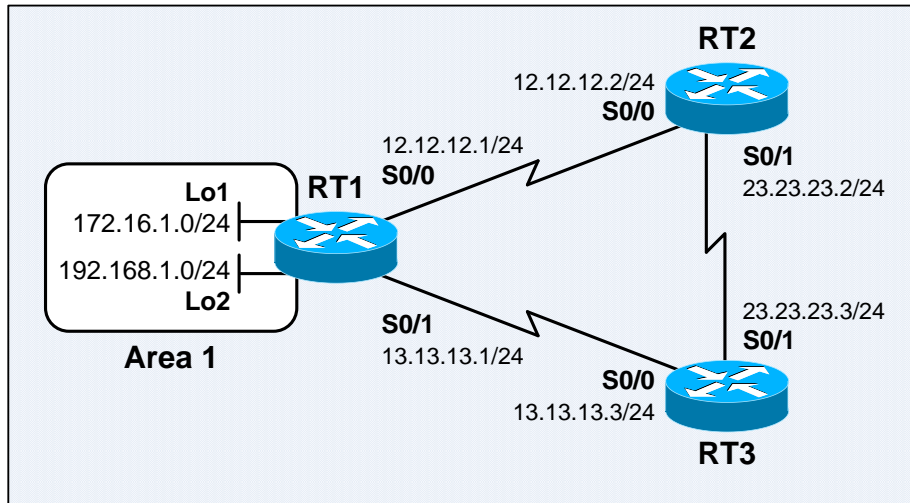 RT2
12.12.12.2/24
S0/0
12.12.12.1/24
S0/0
S0/1
23.23.23.2/24
Lo1
RT1
172.16.1.0/24
192.168.1.0/24
Lo2
Area 1
S0/1
13.13.13.1/24
23.23.23.3/24
S0/1
S0/0
13.13.13.3/24
RT3